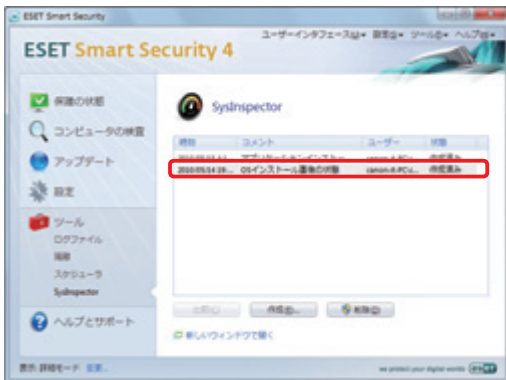 ESET Smart Security
ユーザーインタフェース(U)▾ 設定(S)▾ ツール(O)▾ ヘルプ(H)▾
ESET Smart Security 4
保護の状態
コンピュータの検査
アップデート
設定
ツール
ログファイル
隔離
スケジューラ
SysInspector
ヘルプとサポート
SysInspector
時刻 コメント ユーザー 状態
作成済み
2010/05/14 OSインストール直後の状態 canon-it-PC\c... 作成済み
比較(C) 作成(E)... 削除(D)
新しいウィンドウで開く
表示: 詳細モード 変更...
we protect your digital worlds eset